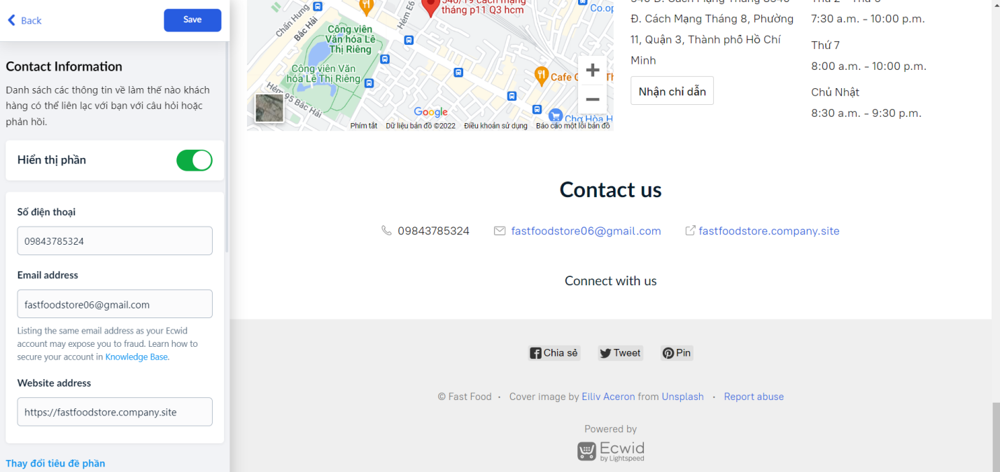 Back
Save
Contact Information
Danh sách các thông tin về làm thế nào khách
hàng có thể liên lạc với bạn với câu hỏi hoặc
phản hồi.
Hiển thị phần
Số điện thoại
09843785324
Email address
fastfoodstore06@gmail.com
Listing the same email address as your Ecwid
account may expose you to fraud. Learn how to
secure your account in Knowledge Base.
Website address
https://fastfoodstore.company.site
Thay đổi tiêu đề phần
Chấn Hưng
Bắc Hải
Hẻm E6
tháng p11 Q3 hcm
Co.op
Công viên
Văn hóa Lê
Thị Riêng
Công viên Văn
hóa Lê Thị Riêng
Hẻm 95 Bắc Hải
Cafe
Chợ Hòa H
Google
Phím tắt Dữ liệu bản đồ ©2022 Điều khoản sử dụng Báo cáo một lỗi bản đồ
Đ. Cách Mạng Tháng 8, Phường
11, Quận 3, Thành phố Hồ Chí
Minh
Nhận chỉ dẫn
7:30 a.m. – 10:00 p.m.
Thứ 7
8:00 a.m. – 10:00 p.m.
Chủ Nhật
8:30 a.m. – 9:30 p.m.
Contact us
09843785324 fastfoodstore06@gmail.com fastfoodstore.company.site
Connect with us
Chia sẻ Tweet Pin
© Fast Food · Cover image by Eiliv Aceron from Unsplash · Report abuse
Powered by
Ecwid
by Lightspeed